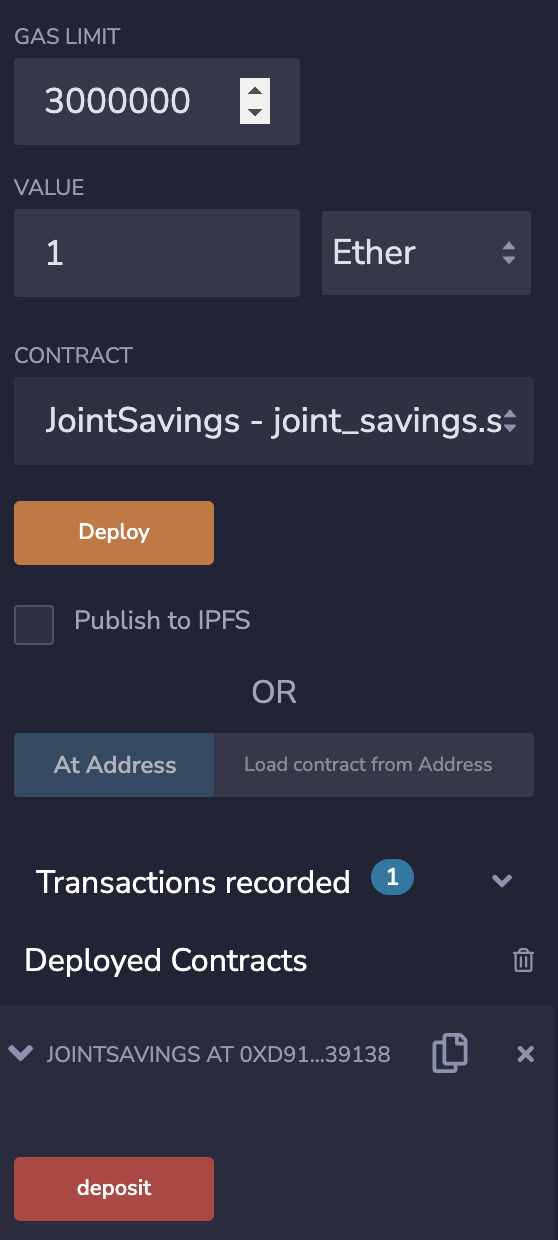 GAS LIMIT
3000000
VALUE
1
Ether
CONTRACT
JointSavings - joint_savings.s
Deploy
Publish to IPFS
OR
At Address
Load contract from Address
Transactions recorded 1
Deployed Contracts
JOINTSAVINGS AT 0XD91...39138
deposit